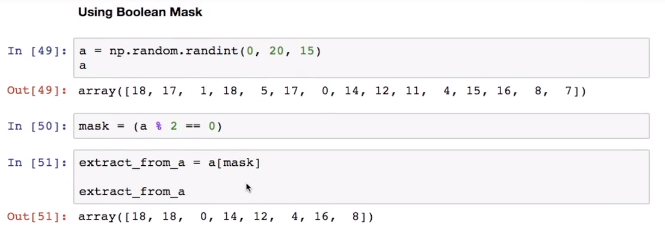 Using Boolean Mask
In [49]: a = np.random.randint(0, 20, 15)
a
Out[49]: array([18, 17,  1, 18,  5, 17,  0, 14, 12, 11,  4, 15, 16,  8,  7])
In [50]: mask = (a % 2 == 0)
In [51]: extract_from_a = a[mask]
extract_from_a
Out[51]: array([18, 18,  0, 14, 12,  4, 16,  8])